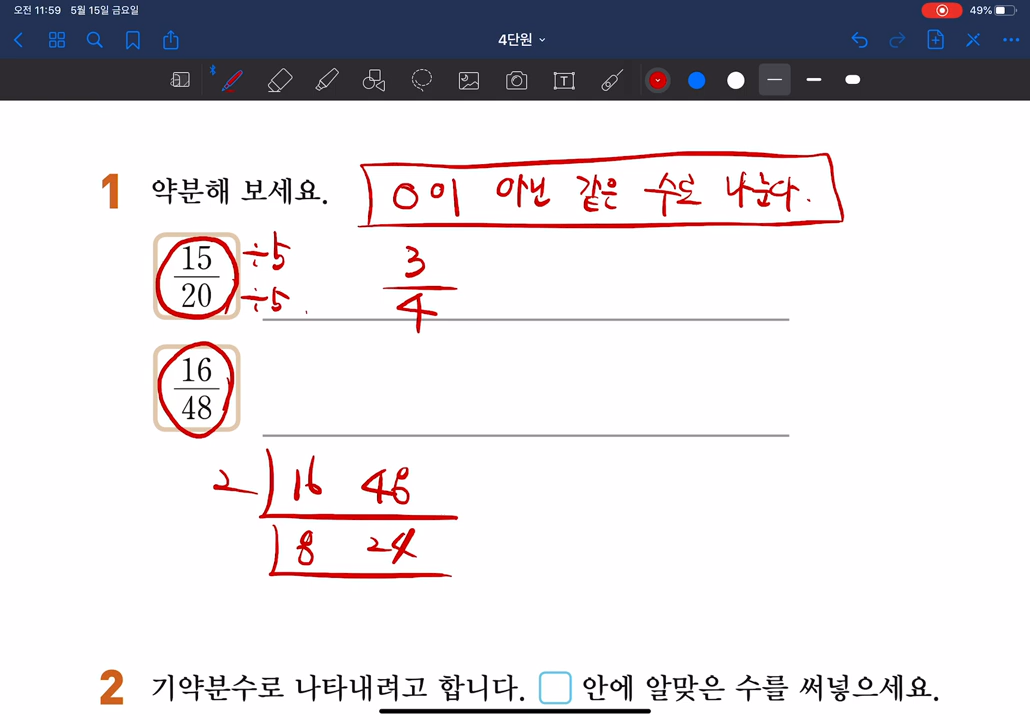 오전 11:59 5월 15일 금요일 49%
4단원
1 약분해 보세요. 0이 아닌 같은 수로 나눈다.
15 ÷5 3
20 ÷5 4
16
48
2 16 48
8 24
2 기약분수로 나타내려고 합니다. 안에 알맞은 수를 써넣으세요.